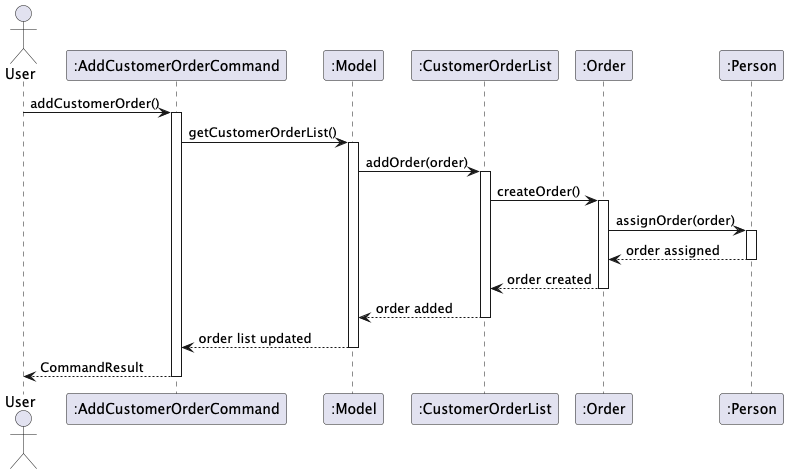 User
:AddCustomerOrderCommand
:Model
:CustomerOrderList
:Order
:Person
addCustomerOrder()
getCustomerOrderList()
addOrder(order)
createOrder()
assignOrder(order)
order assigned
order created
order added
order list updated
CommandResult
User
:AddCustomerOrderCommand
:Model
:CustomerOrderList
:Order
:Person